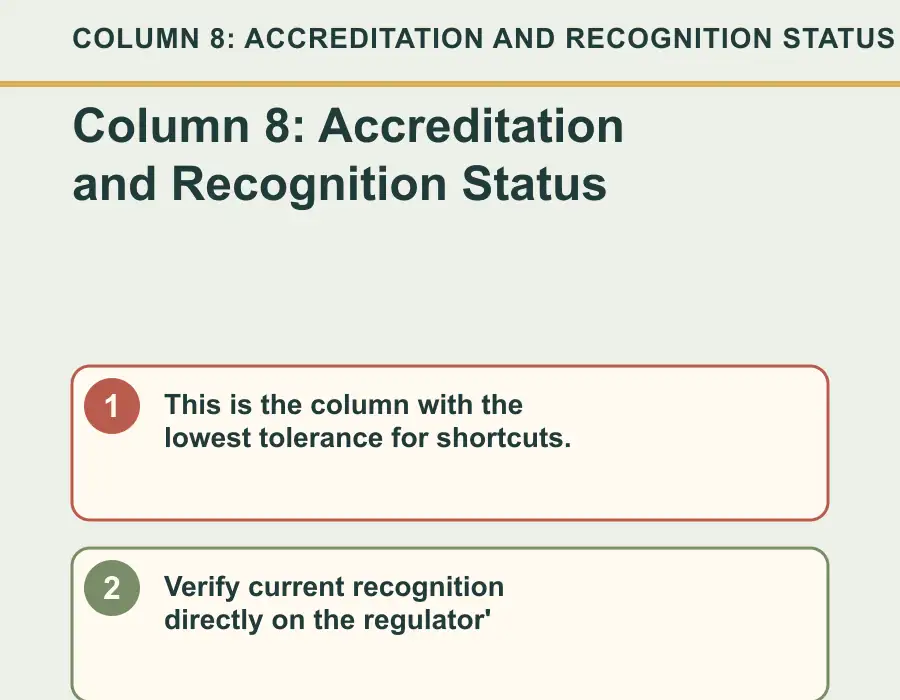 COLUMN 8: ACCREDITATION AND RECOGNITION STATUS
Column 8: Accreditation
and Recognition Status
1
This is the column with the
lowest tolerance for shortcuts.
2
Verify current recognition
directly on the regulator'